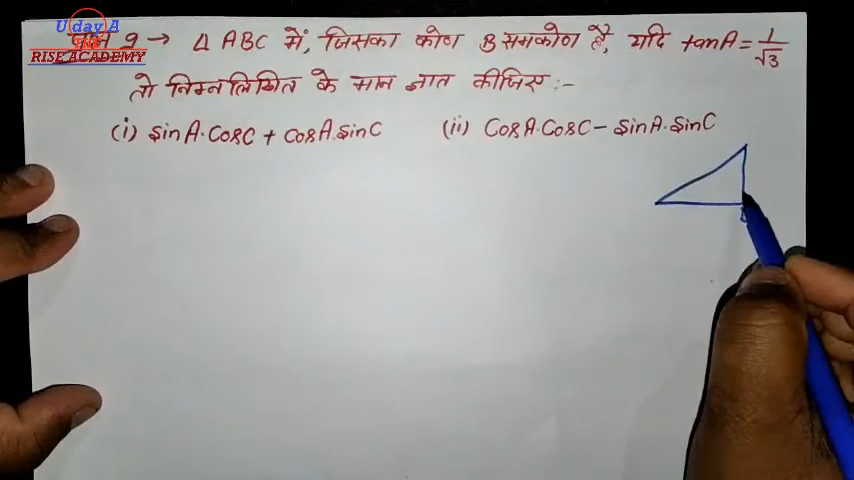 Uday A
RISE ACADEMY
9 → Δ ABC में, जिसका कोण B समकोण है, यदि tanA = 1/√3
तो निम्नलिखित के मान ज्ञात कीजिए :-
(i) sinA·CosC + CosA·sinC (ii) CosA·CosC - sinA·sinC